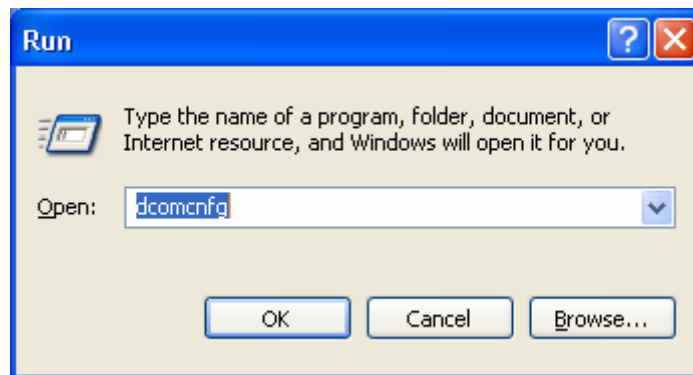 Run
Type the name of a program, folder, document, or
Internet resource, and Windows will open it for you.
Open: dcomcnfg
OK Cancel Browse...